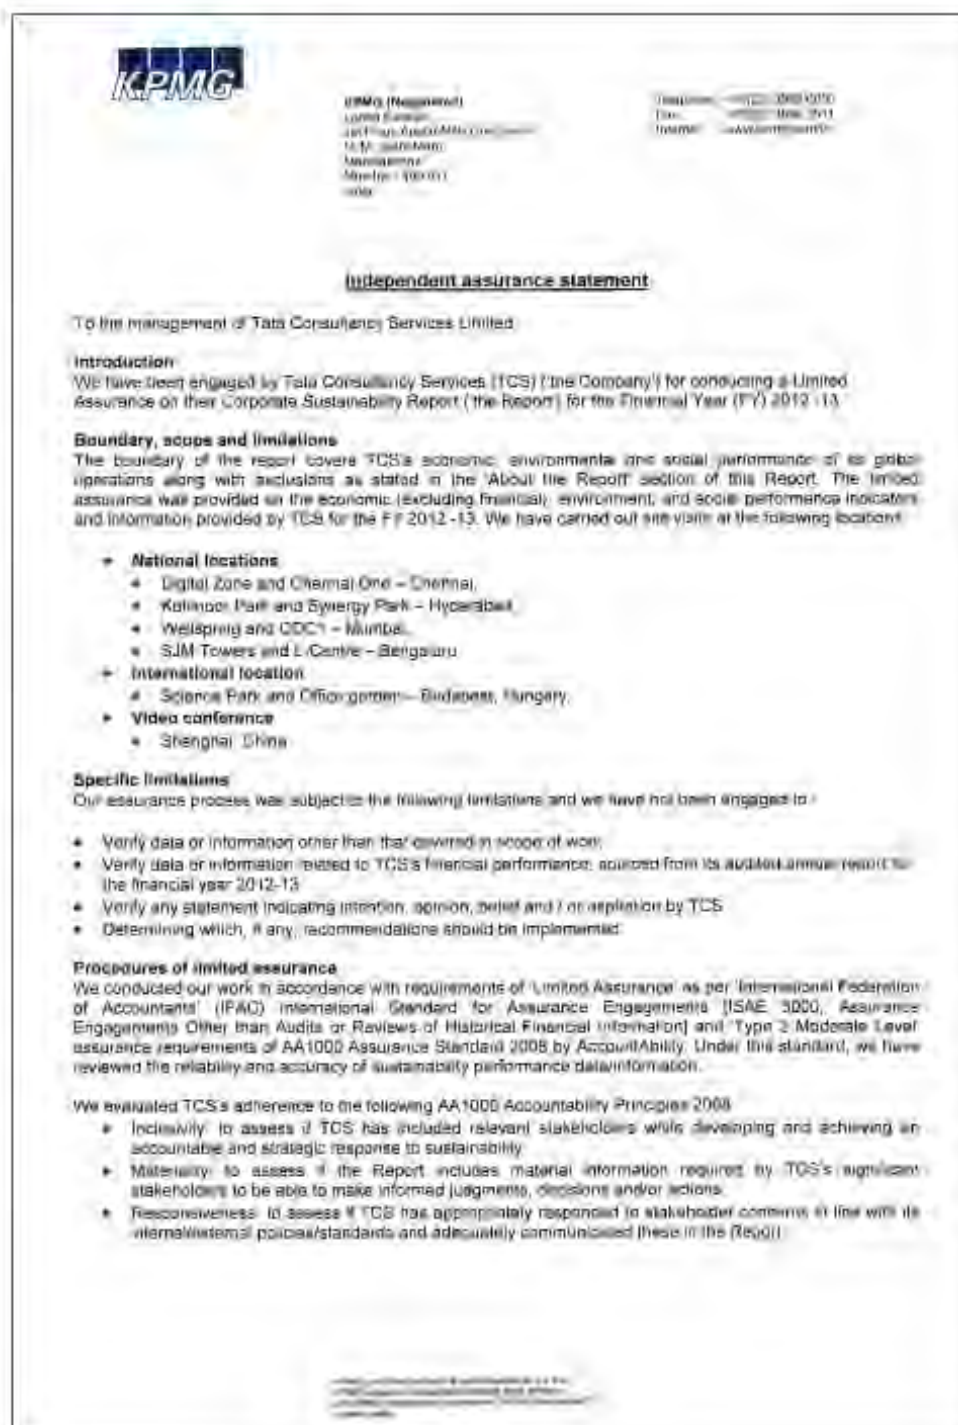 KPMG
KPMG (Registered)
India
Independent assurance statement
To the management of Tata Consultancy Services Limited
Introduction
We have been engaged by Tata Consultancy Services (TCS) ('the Company') for conducting a Limited
Assurance on their Corporate Sustainability Report ('the Report') for the Financial Year (FY) 2012 -13
Boundary, scope and limitations
The boundary of the report covers TCS's economic, environmental and social performance of its global
operations along with exclusions as stated in the 'About the Report' section of this Report. The limited
assurance was provided on the economic (excluding financial), environment, and social performance indicators
and information provided by TCS for the FY 2012 -13. We have carried out site visits at the following locations
National locations
Digital Zone and Chennai One – Chennai,
Kohinoor Park and Synergy Park – Hyderabad,
Wellspring and – Mumbai,
SJM Towers and L-Centre – Bengaluru
International location
Science Park and – Budapest, Hungary.
Video conference
Shanghai, China
Specific limitations
Our assurance process was subject to the following limitations and we have not been engaged to :
• Verify data or information other than that covered in scope of work
• Verify data or information related to TCS's financial performance, sourced from its audited annual report for
the financial year 2012-13
• Verify any statement indicating intention, opinion, belief and / or aspiration by TCS
• Determining which, if any, recommendations should be implemented
Procedures of limited assurance
We conducted our work in accordance with requirements of 'Limited Assurance' as per 'International Federation
of Accountants' (IFAC) International Standard for Assurance Engagements [ISAE 3000, Assurance
Engagements Other than Audits or Reviews of Historical Financial Information] and 'Type 2 Moderate Level'
assurance requirements of AA1000 Assurance Standard 2008 by AccountAbility. Under this standard, we have
reviewed the reliability and accuracy of sustainability performance data/information.
We evaluated TCS's adherence to the following AA1000 Accountability Principles 2008
• Inclusivity: to assess if TCS has included relevant stakeholders while developing and achieving an
accountable and strategic response to sustainability
• Materiality: to assess if the Report includes material information required by TCS's significant
stakeholders to be able to make informed judgments, decisions and/or actions
• Responsiveness: to assess if TCS has appropriately responded to stakeholder concerns in line with its
internal/external policies/standards and adequately communicated these in the Report